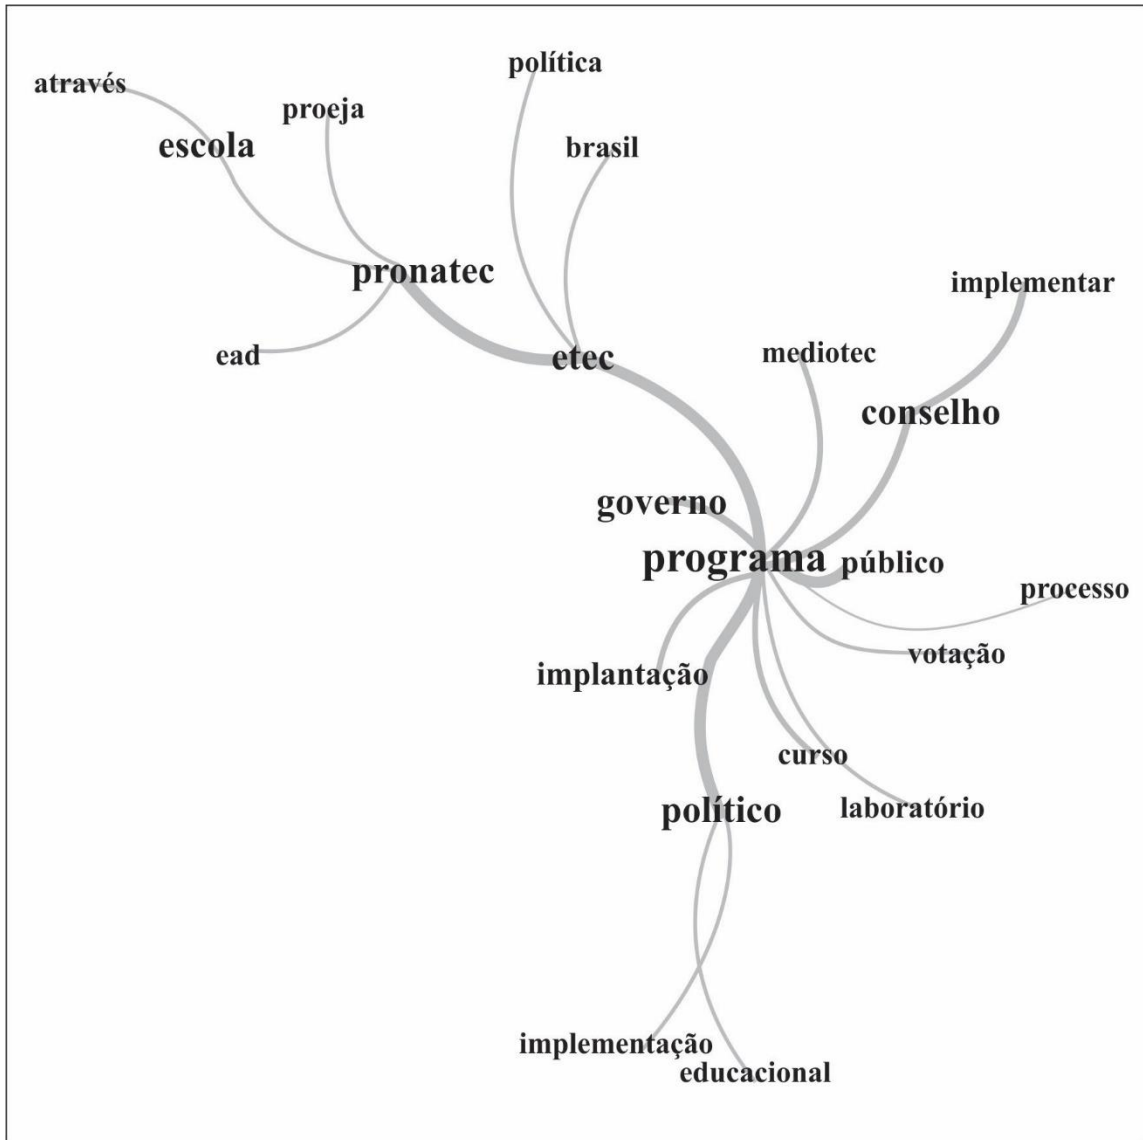 política
através
proeja
escola
brasil
pronatec
implementar
ead
etec
mediotec
conselho
governo
programa
público
processo
votação
implantação
curso
político
laboratório
implementação
educacional